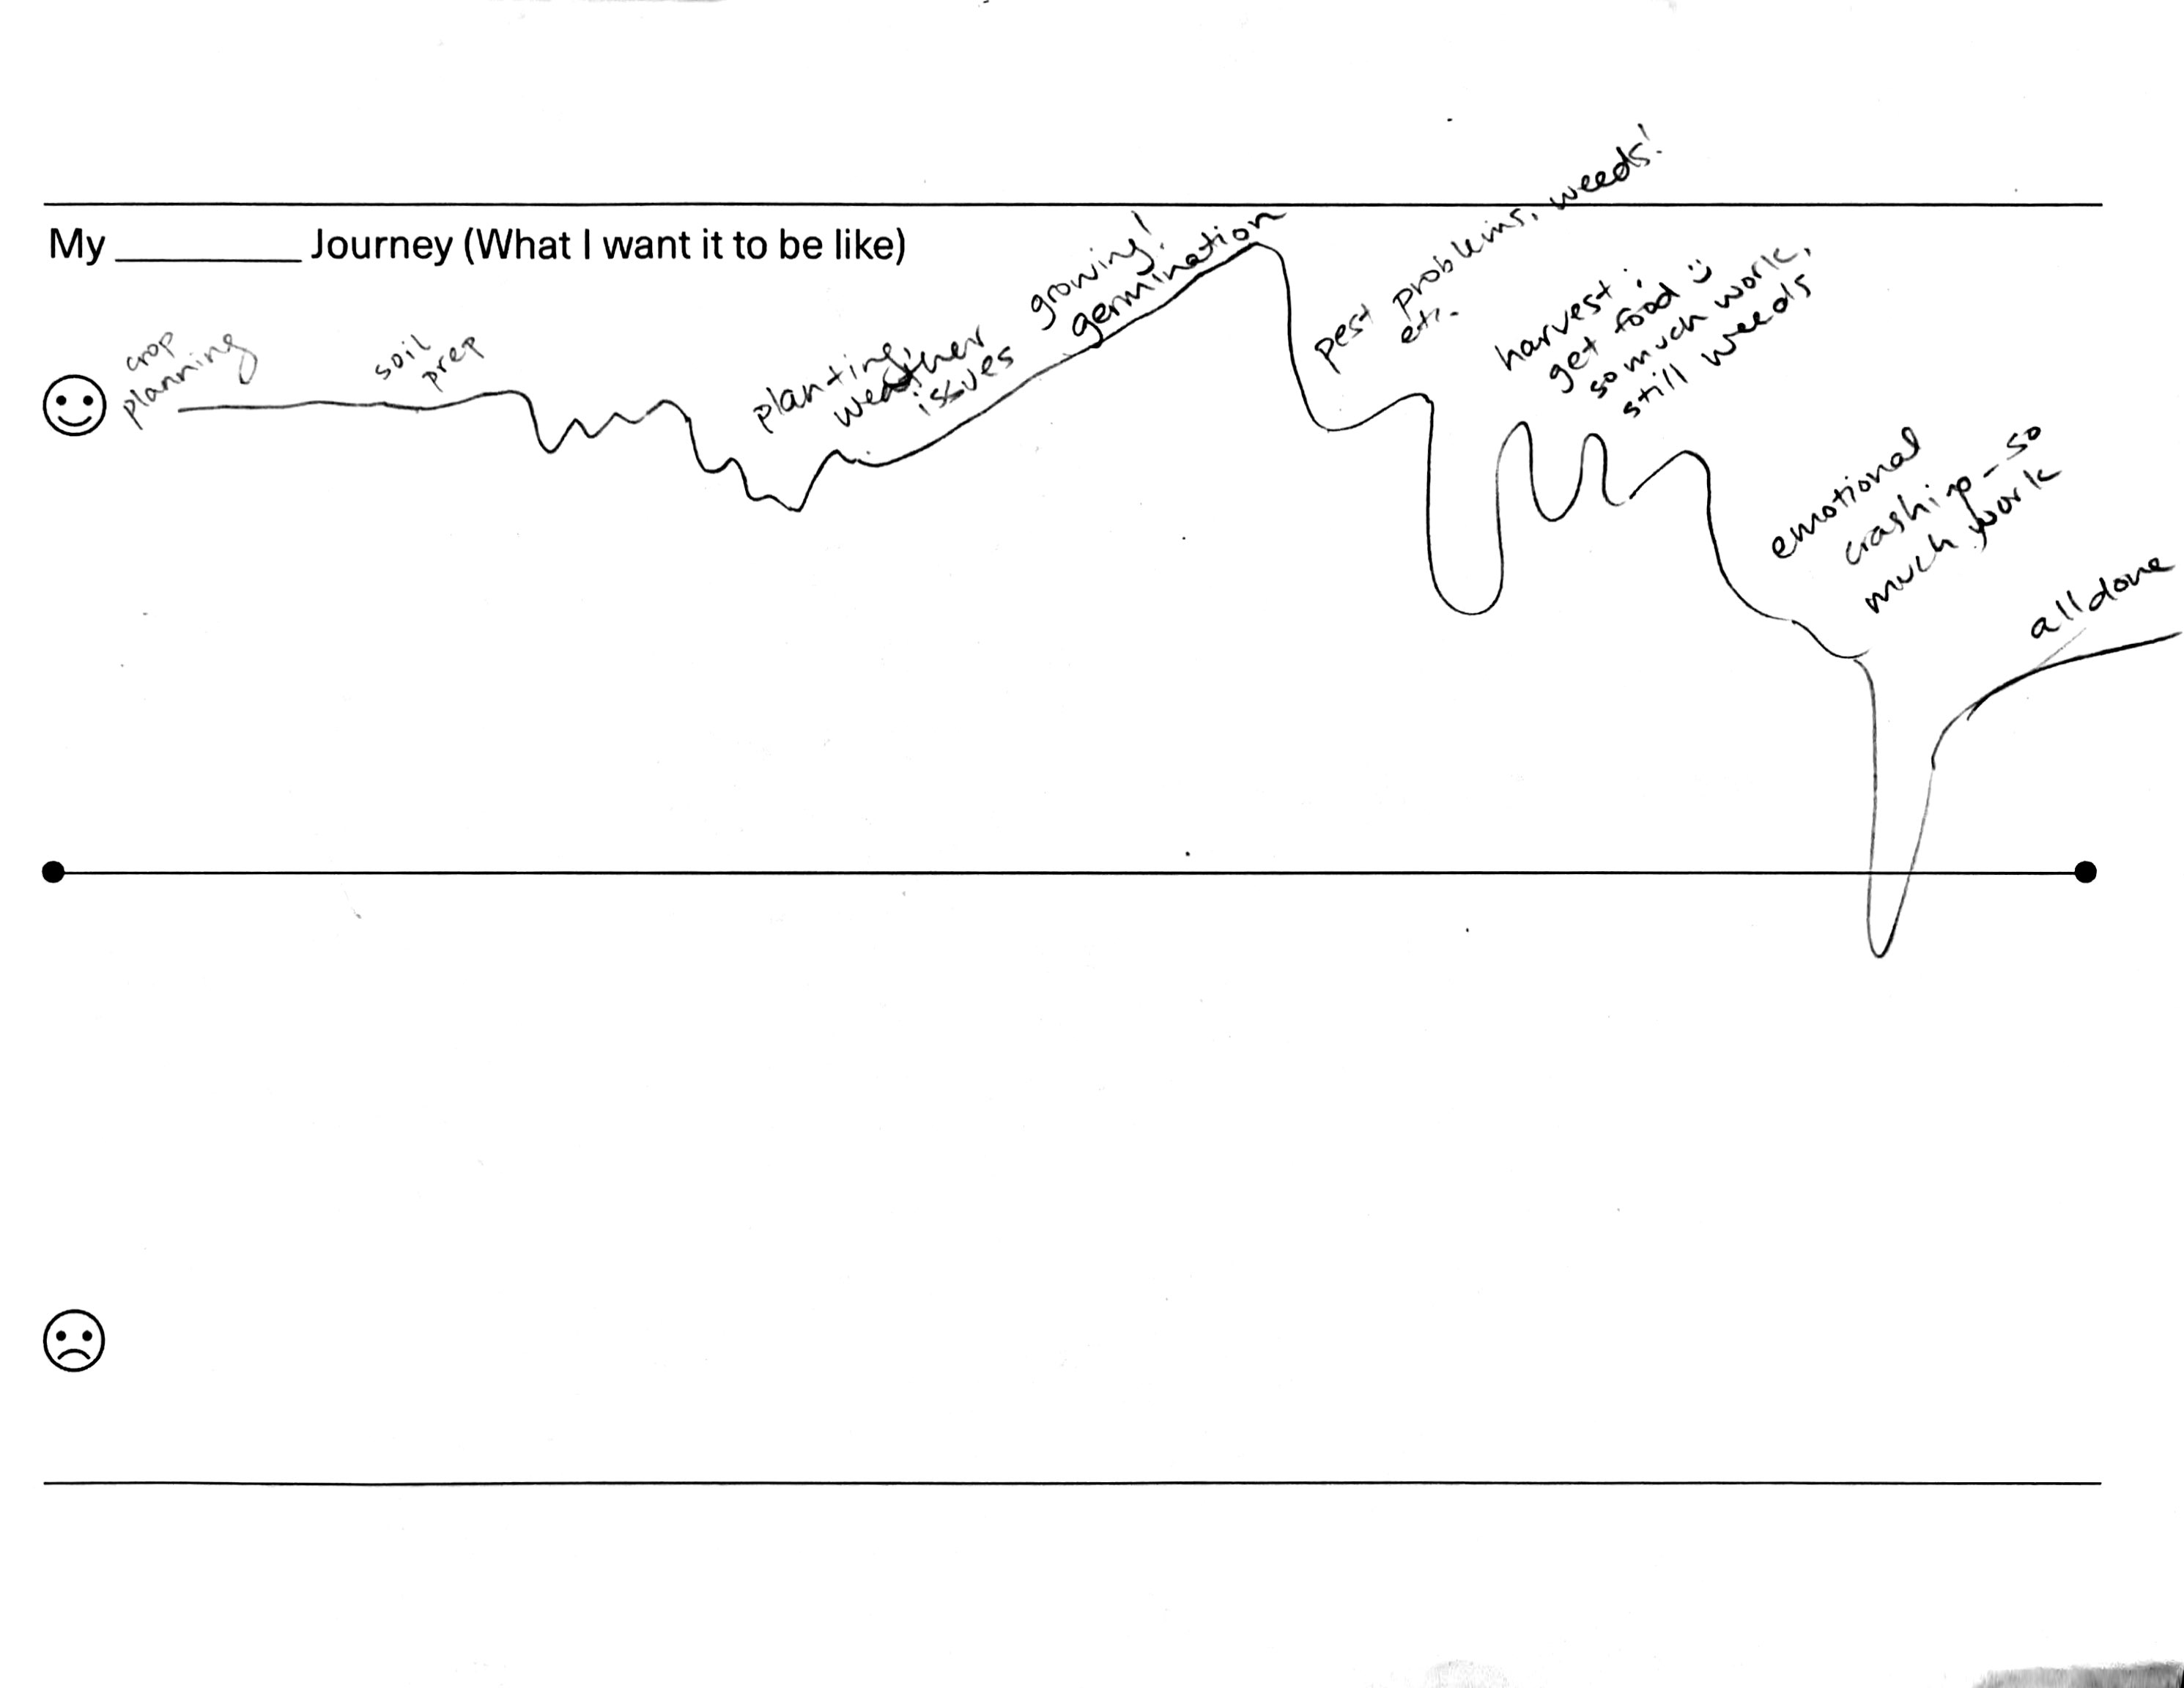 My _________ Journey (What I want it to be like)
crop
planning
soil
prep
planting,
weather
issues
growing!
germination
pest problems, weeds!
etc.
harvest!
get food :)
so much work,
still weeds
emotional
crashing - so
much work
all done